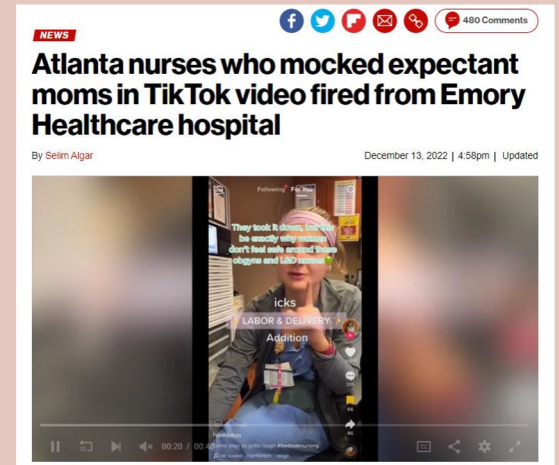 480 Comments
NEWS
Atlanta nurses who mocked expectant
moms in TikTok video fired from Emory
Healthcare hospital
By Selim Algar
December 13, 2022 | 4:58pm | Updated
Following For You
They took it down, but this
be exactly why women
don't feel safe around these
obgyns and L&D nurses
icks
LABOR & DELIVERY
Addition
00:20 /